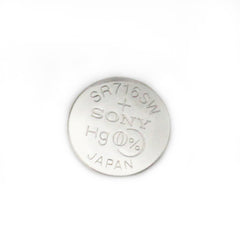 SR716SW
+
SONY
Hg 0%
JAPAN